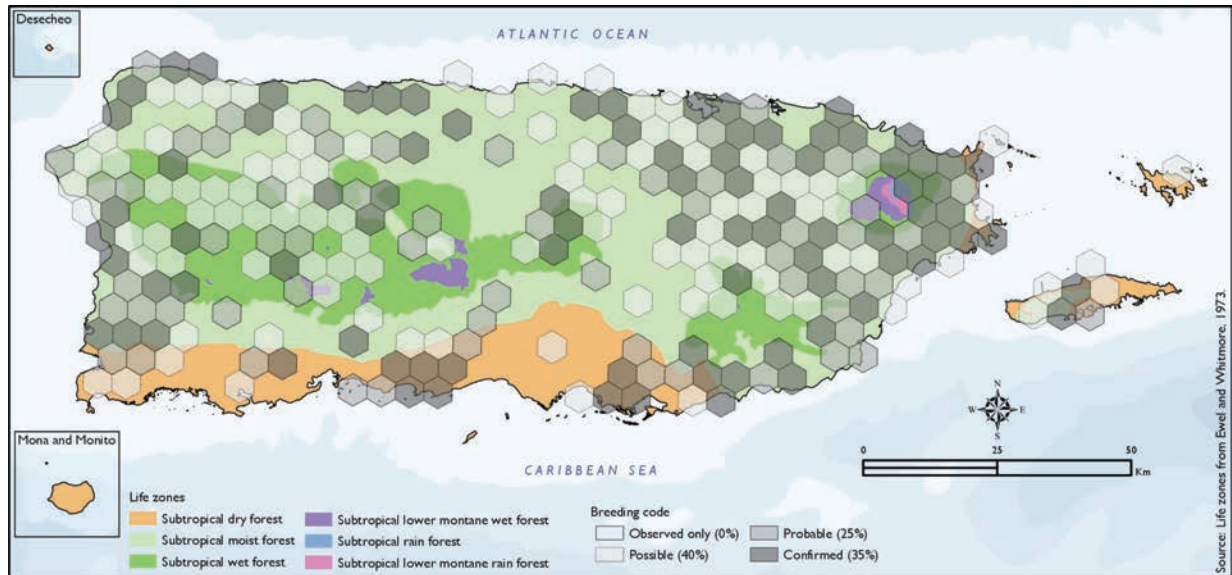 Desecheo
ATLANTIC OCEAN
N
W E
S
0 25 50
Km
Mona and Monito
CARIBBEAN SEA
Life zones
Subtropical dry forest
Subtropical moist forest
Subtropical wet forest
Subtropical lower montane wet forest
Subtropical rain forest
Subtropical lower montane rain forest
Breeding code
Observed only (0%)
Possible (40%)
Probable (25%)
Confirmed (35%)
Source: Life zones from Ewel and Whitmore, 1973.